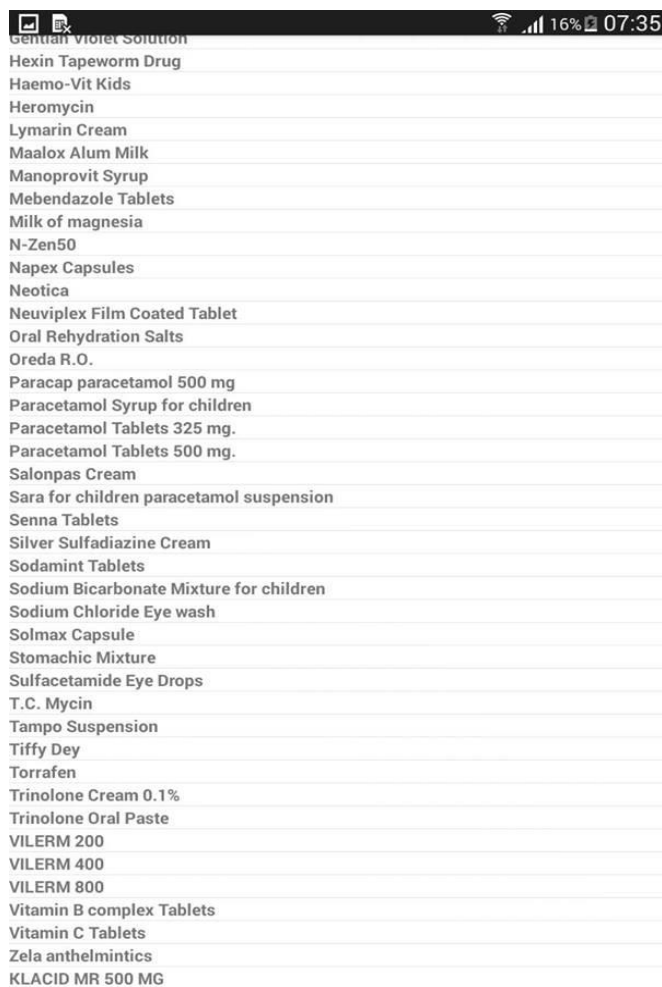 16% 07:35
Gentian Violet Solution
Hexin Tapeworm Drug
Haemo-Vit Kids
Heromycin
Lymarin Cream
Maalox Alum Milk
Manoprovit Syrup
Mebendazole Tablets
Milk of magnesia
N-Zen50
Napex Capsules
Neotica
Neuviplex Film Coated Tablet
Oral Rehydration Salts
Oreda R.O.
Paracap paracetamol 500 mg
Paracetamol Syrup for children
Paracetamol Tablets 325 mg.
Paracetamol Tablets 500 mg.
Salonpas Cream
Sara for children paracetamol suspension
Senna Tablets
Silver Sulfadiazine Cream
Sodamint Tablets
Sodium Bicarbonate Mixture for children
Sodium Chloride Eye wash
Solmax Capsule
Stomachic Mixture
Sulfacetamide Eye Drops
T.C. Mycin
Tampo Suspension
Tiffy Dey
Torrafen
Trinolone Cream 0.1%
Trinolone Oral Paste
VILERM 200
VILERM 400
VILERM 800
Vitamin B complex Tablets
Vitamin C Tablets
Zela anthelmintics
KLACID MR 500 MG